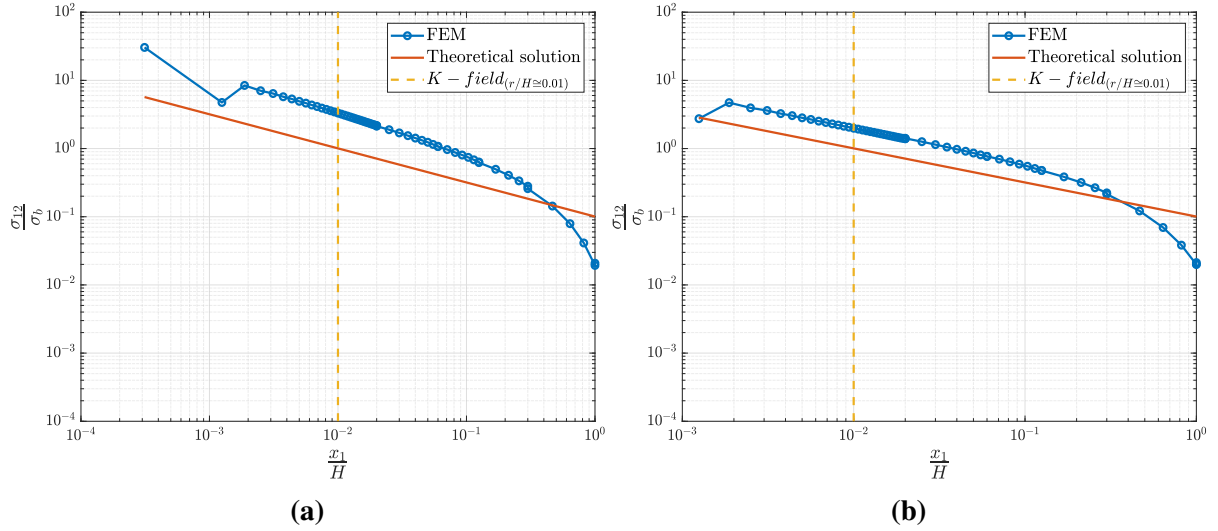 (a)
10^2
10^1
10^0
10^-1
10^-2
10^-3
10^-4
σ12/σb
10^-4 10^-3 10^-2 10^-1 10^0
x1/H
FEM
Theoretical solution
K − field(r/H≅0.01)
(b)
10^2
10^1
10^0
10^-1
10^-2
10^-3
10^-4
σ12/σb
10^-3 10^-2 10^-1 10^0
x1/H
FEM
Theoretical solution
K − field(r/H≅0.01)
(a)
(b)